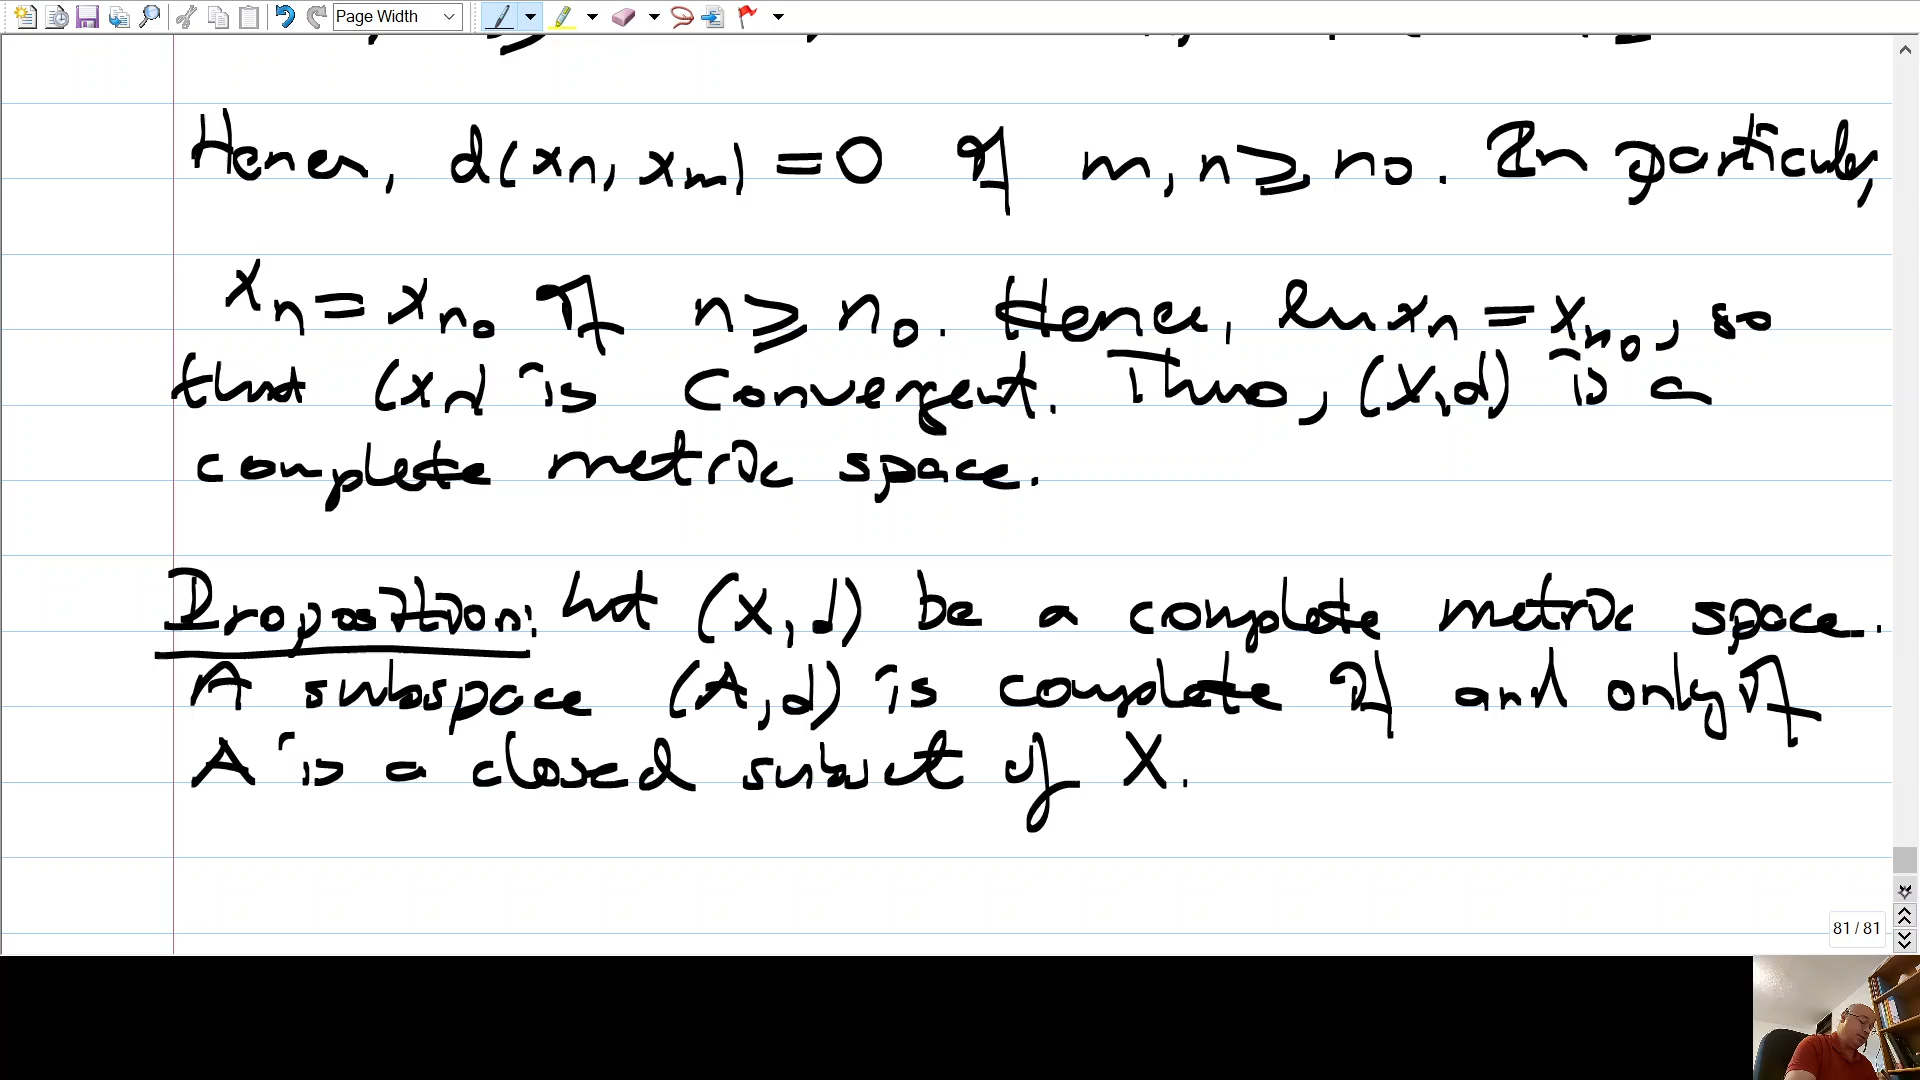 Page Width
Hence, d(xn, xm) = 0 if m, n ≥ n0. In particular,
xn = xn0 if n ≥ n0. Hence, lim xn = xn0, so
that (xn) is convergent. Thus, (X, d) is a
complete metric space.
Proposition: Let (X, d) be a complete metric space.
A subspace (A, d) is complete if and only if
A is a closed subset of X.
81 / 81